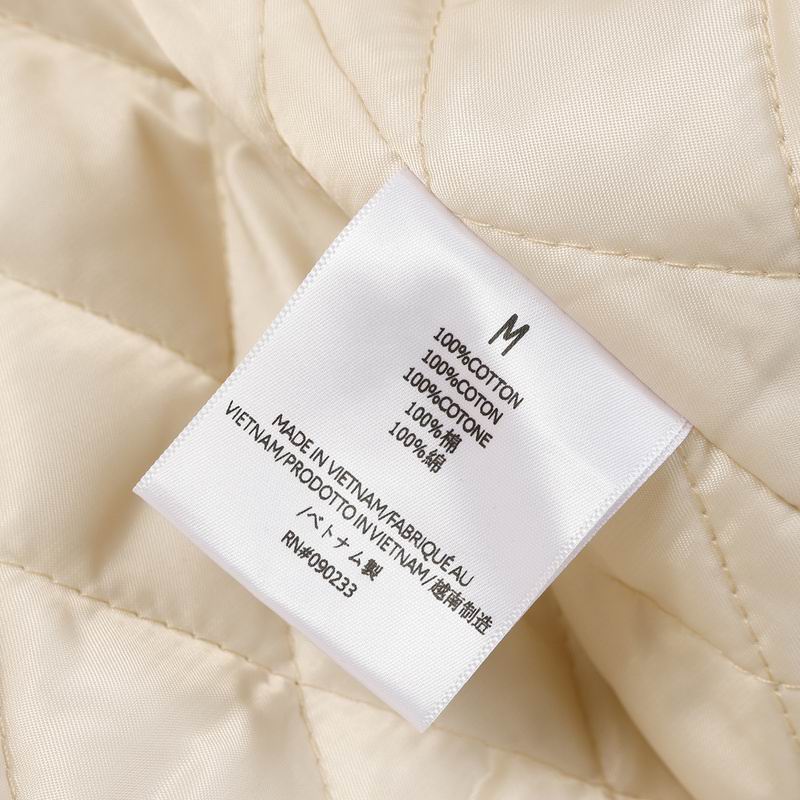 M
100%COTTON
100%COTON
100%COTONE
100%棉
100%綿
MADE IN VIETNAM/FABRIQUÉ AU
VIETNAM/PRODOTTO IN VIETNAM/越南制造
/ベトナム製
RN#090233